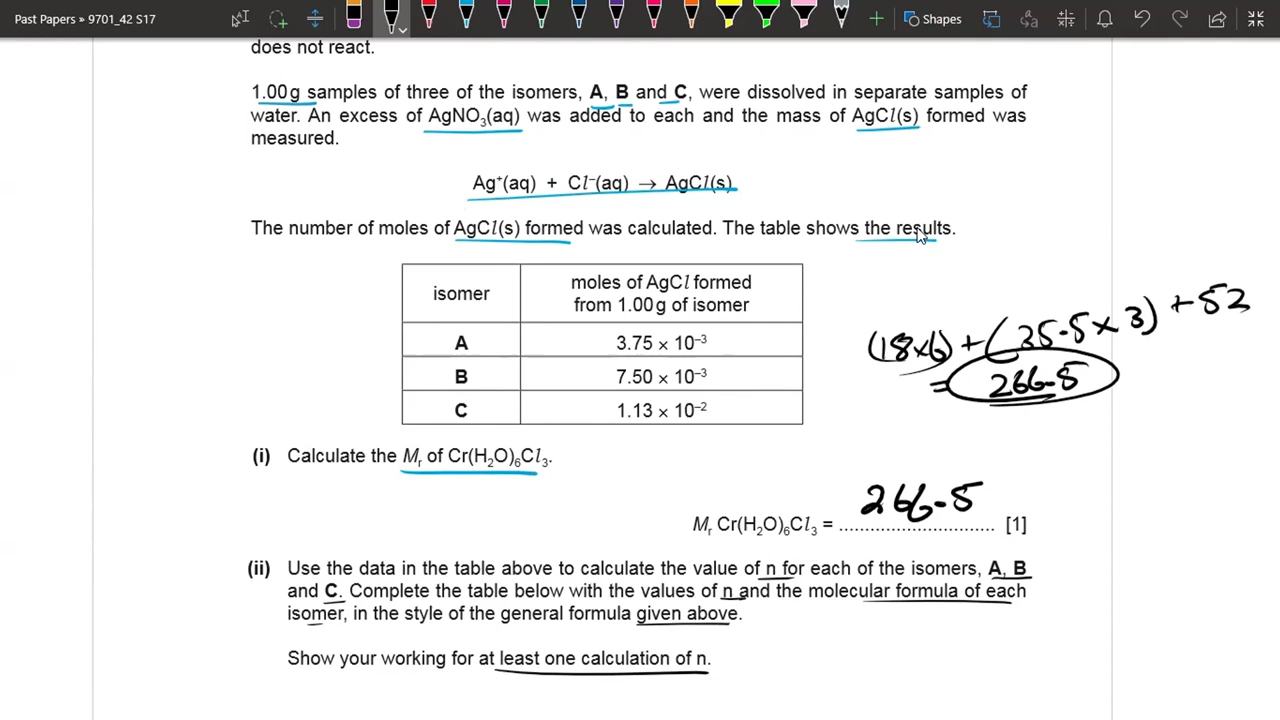 Past Papers » 9701_42 S17
Shapes
does not react.
1.00 g samples of three of the isomers, A, B and C, were dissolved in separate samples of
water. An excess of AgNO₃(aq) was added to each and the mass of AgCl(s) formed was
measured.
Ag⁺(aq) + Cl⁻(aq) → AgCl(s)
The number of moles of AgCl(s) formed was calculated. The table shows the results.
isomer
moles of AgCl formed
from 1.00 g of isomer
A 3.75 × 10⁻³
B 7.50 × 10⁻³
C 1.13 × 10⁻²
(18×6) + (35.5×3) + 52
= 266.5
(i) Calculate the Mᵣ of Cr(H₂O)₆Cl₃.
266.5
Mᵣ Cr(H₂O)₆Cl₃ = .............................. [1]
(ii) Use the data in the table above to calculate the value of n for each of the isomers, A, B
and C. Complete the table below with the values of n and the molecular formula of each
isomer, in the style of the general formula given above.
Show your working for at least one calculation of n.